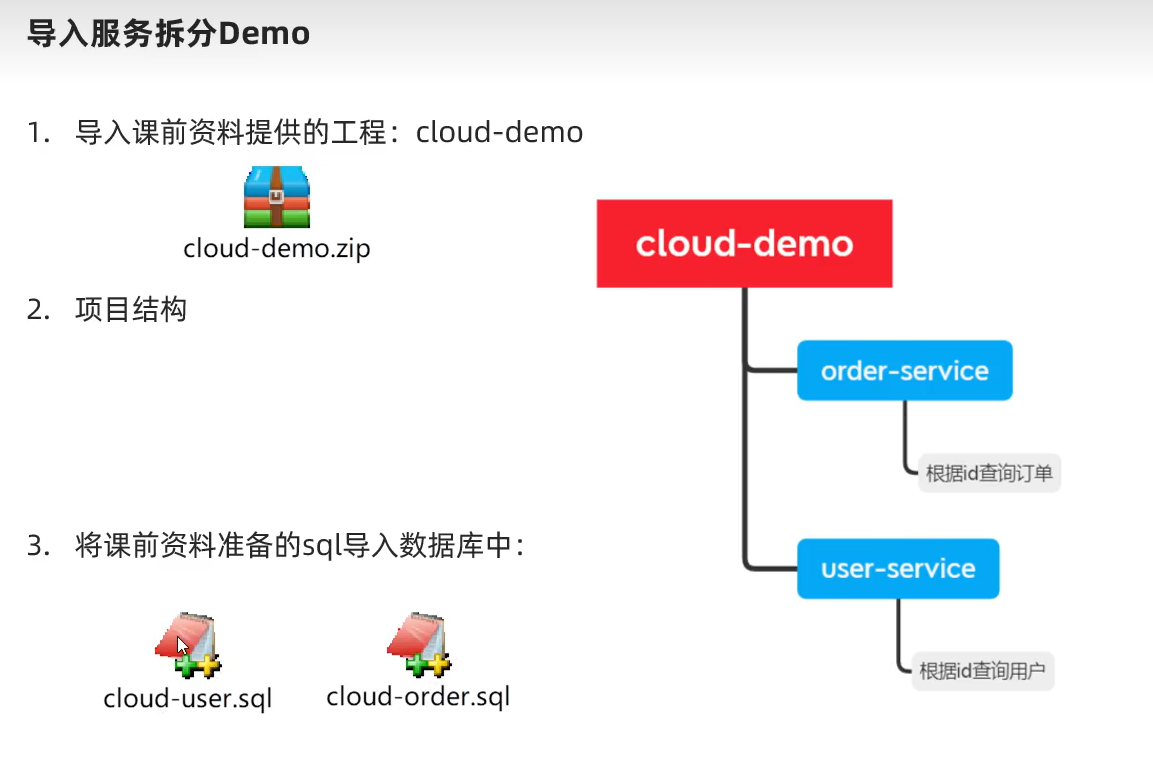 导入服务拆分Demo
1. 导入课前资料提供的工程：cloud-demo
cloud-demo.zip
2. 项目结构
cloud-demo
order-service
根据id查询订单
user-service
根据id查询用户
3. 将课前资料准备的sql导入数据库中：
cloud-user.sql
cloud-order.sql